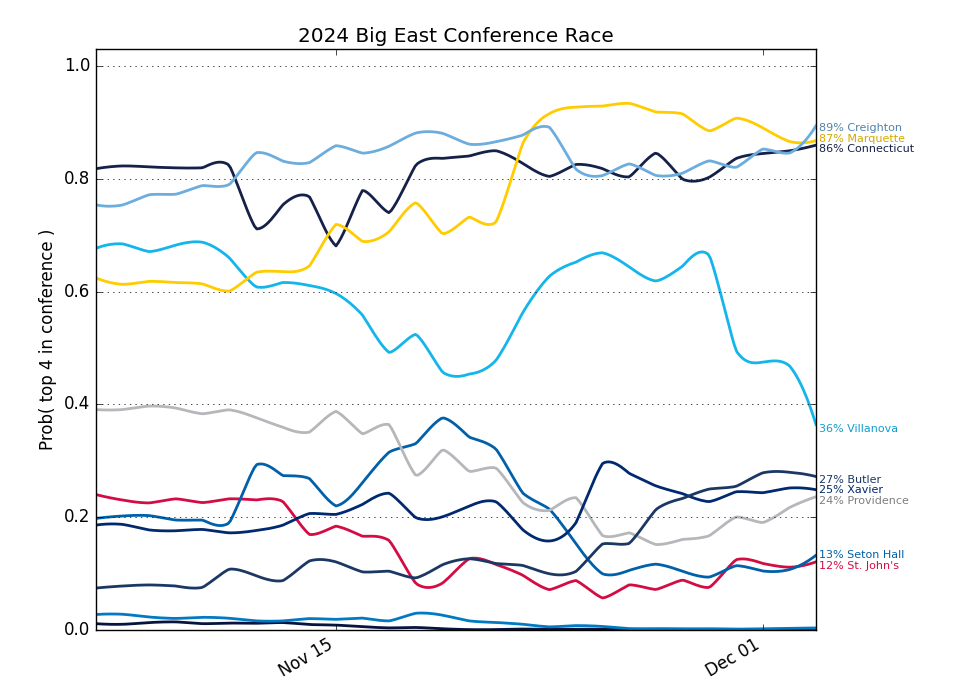 2024 Big East Conference Race
1.0
0.8
0.6
0.4
0.2
0.0
Prob( top 4 in conference )
Nov 15
Dec 01
89% Creighton
87% Marquette
86% Connecticut
36% Villanova
27% Butler
25% Xavier
24% Providence
13% Seton Hall
12% St. John's